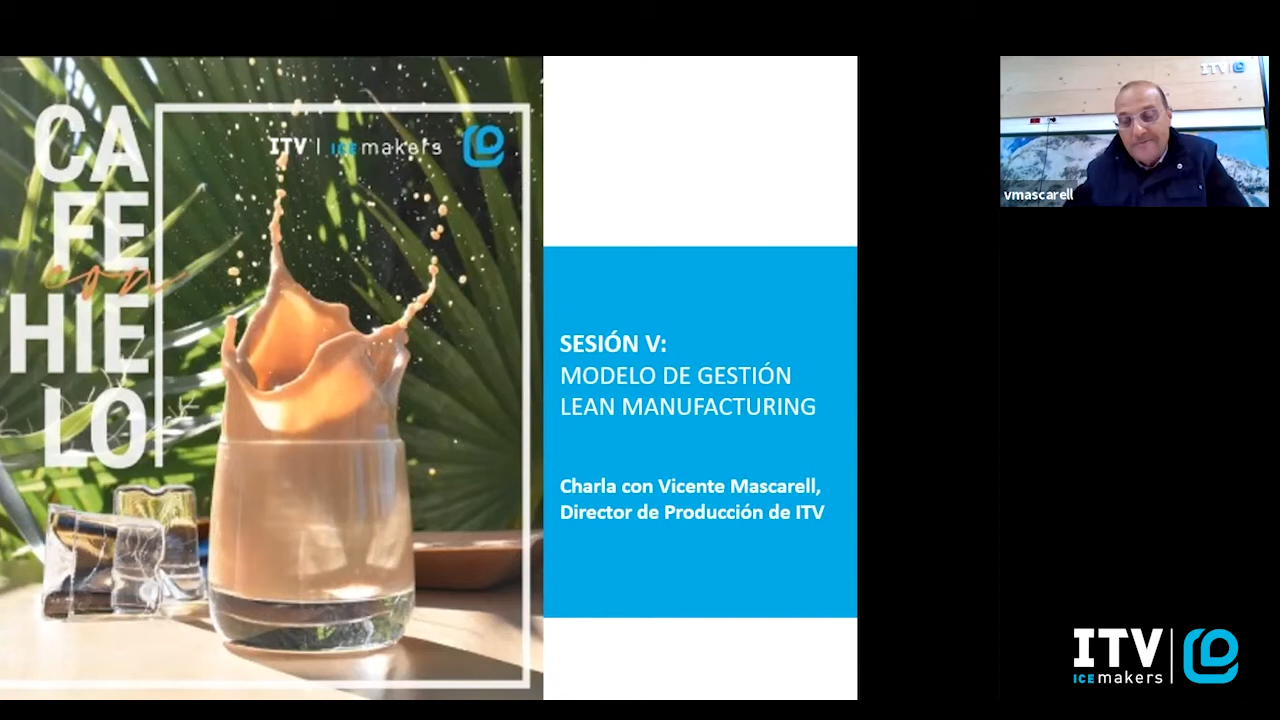 CA
FE
con
HIE
LO
ITV | ICEmakers
SESIÓN V:
MODELO DE GESTIÓN
LEAN MANUFACTURING
Charla con Vicente Mascarell,
Director de Producción de ITV
ITV
vmascarell
ITV
ICEmakers